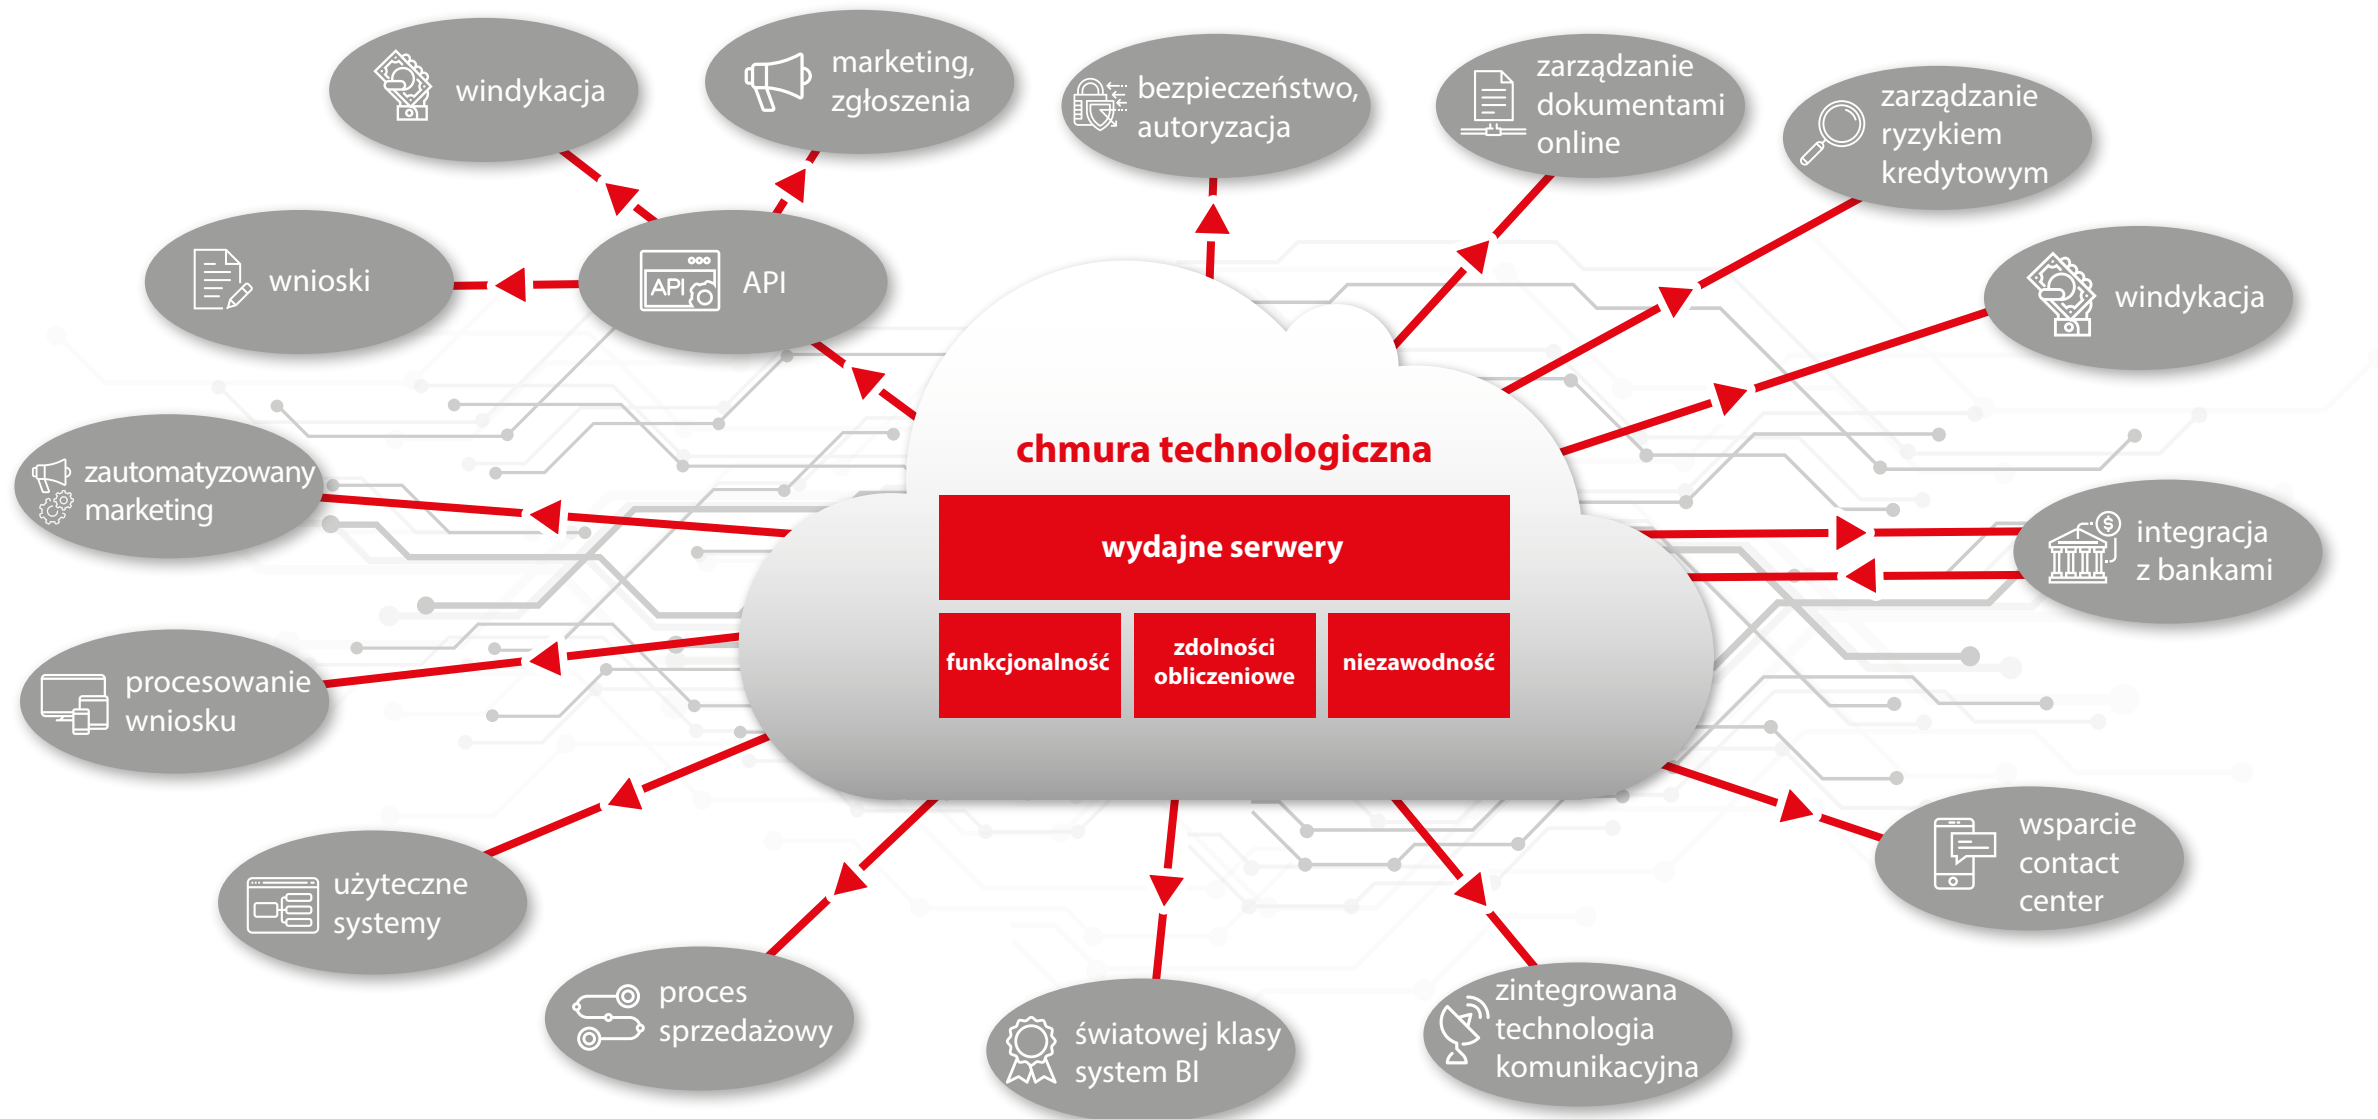 windykacja
marketing,
zgłoszenia
bezpieczeństwo,
autoryzacja
zarządzanie
dokumentami
online
zarządzanie
ryzykiem
kredytowym
wnioski
API
API
windykacja
chmura technologiczna
wydajne serwery
funkcjonalność
zdolności
obliczeniowe
niezawodność
zautomatyzowany
marketing
$
integracja
z bankami
procesowanie
wniosku
użyteczne
systemy
wsparcie
contact
center
proces
sprzedażowy
światowej klasy
system BI
zintegrowana
technologia
komunikacyjna